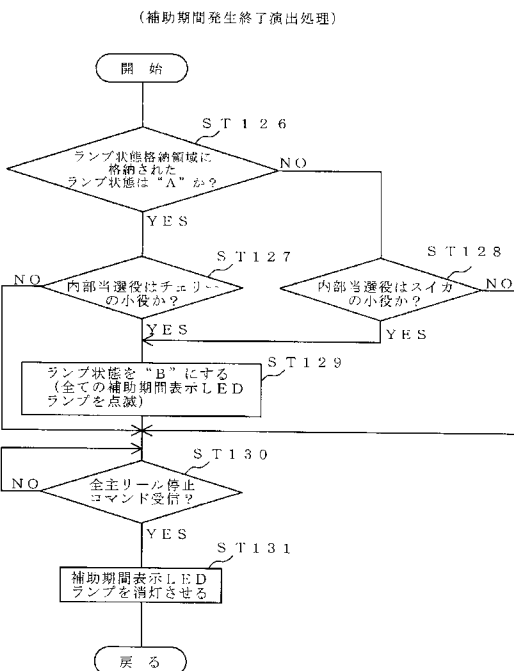 (補助期間発生終了演出処理)
開 始
ST126
ランプ状態格納領域に
格納された
ランプ状態は“A”か?
NO
YES
ST127
NO
内部当選役はチェリー
の小役か?
YES
ST128
内部当選役はスイカ
の小役か?
NO
YES
ST129
ランプ状態を“B”にする
(全ての補助期間表示LED
ランプを点滅)
ST130
NO
全主リール停止
コマンド受信?
YES
ST131
補助期間表示LED
ランプを消灯させる
戻 る